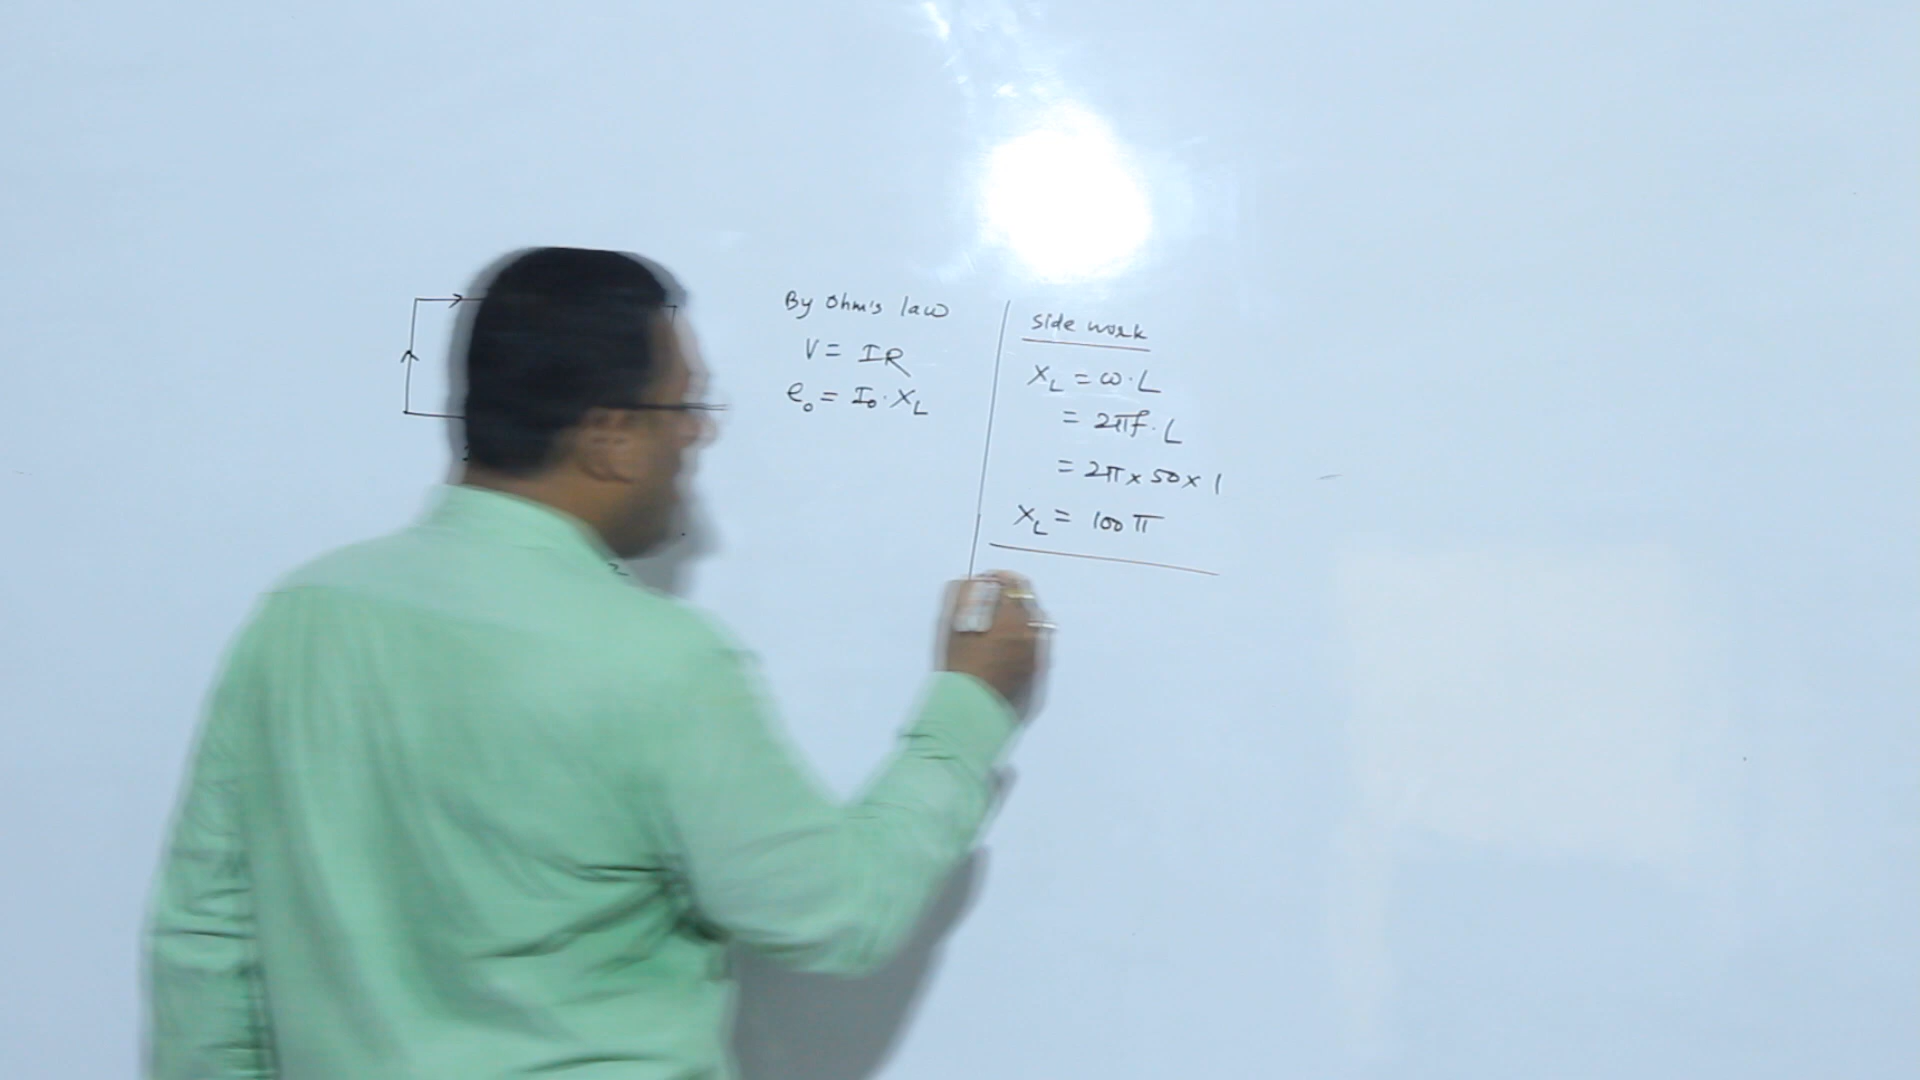 By Ohm's law
V = IR
e₀ = I₀·X_L
Side work
X_L = ω·L
= 2πf·L
= 2π×50×1
X_L = 100π